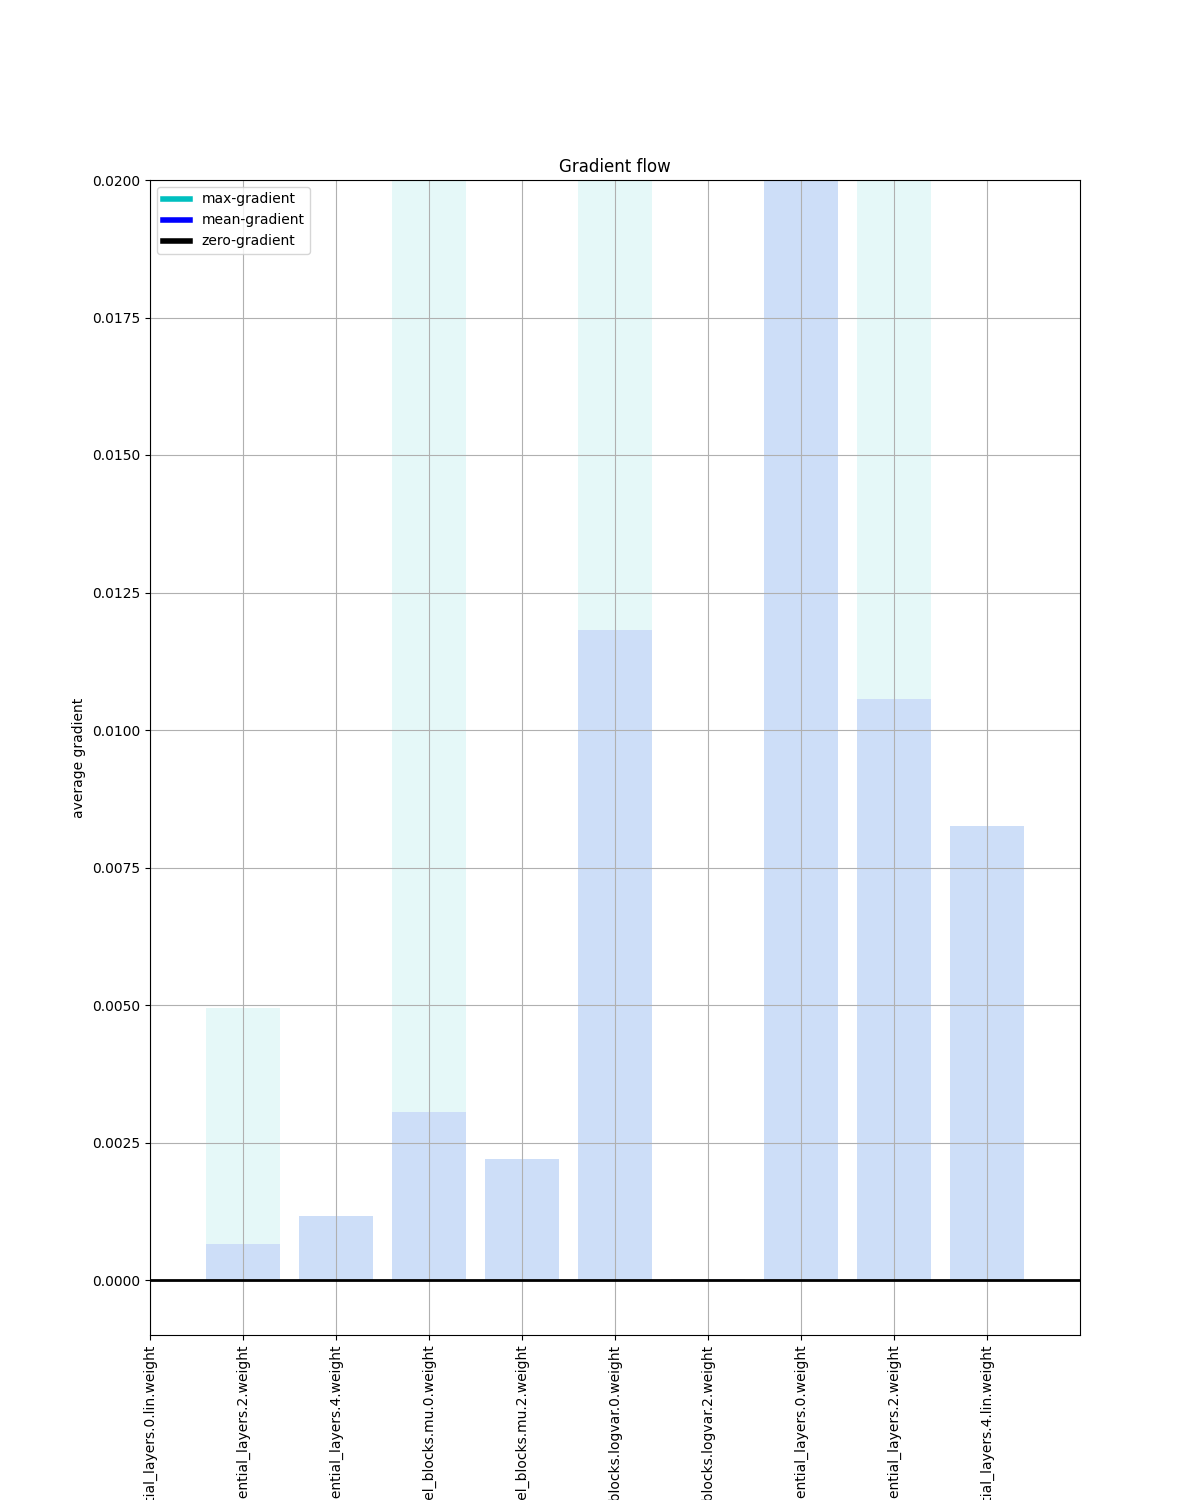 Gradient flow
max-gradient
mean-gradient
zero-gradient
0.0200
0.0175
0.0150
0.0125
0.0100
0.0075
0.0050
0.0025
0.0000
average gradient
tial_layers.0.lin.weight
ential_layers.2.weight
ential_layers.4.weight
el_blocks.mu.0.weight
el_blocks.mu.2.weight
blocks.logvar.0.weight
blocks.logvar.2.weight
ential_layers.0.weight
ential_layers.2.weight
tial_layers.4.lin.weight